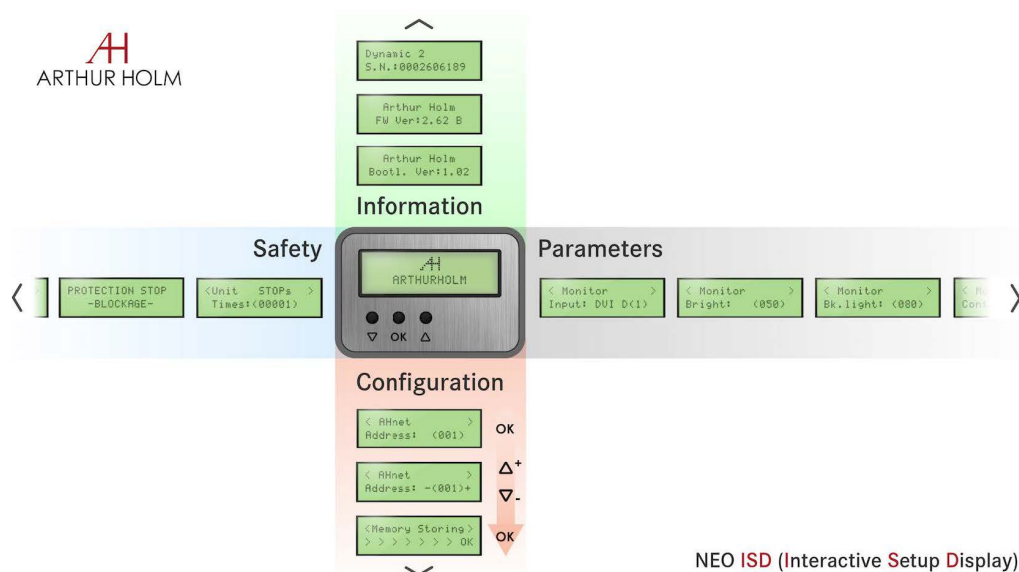 ARTHUR HOLM
Dynamic 2
S.N.:0002606189
Arthur Holm
FW Ver:2.62 B
Arthur Holm
Bootl. Ver:1.02
Information
Safety
Parameters
PROTECTION STOP
-BLOCKAGE-
<Unit STOPs >
Times:(00001)
ARTHURHOLM
OK
< Monitor >
Input: DVI D(1)
< Monitor >
Bright: (050)
< Monitor >
Bk.light: (080)
Configuration
< AHnet >
Address: (001)
OK
< AHnet >
Address: -(001)+
+
-
<Memory Storing>
> > > > > > > OK
OK
NEO ISD (Interactive Setup Display)